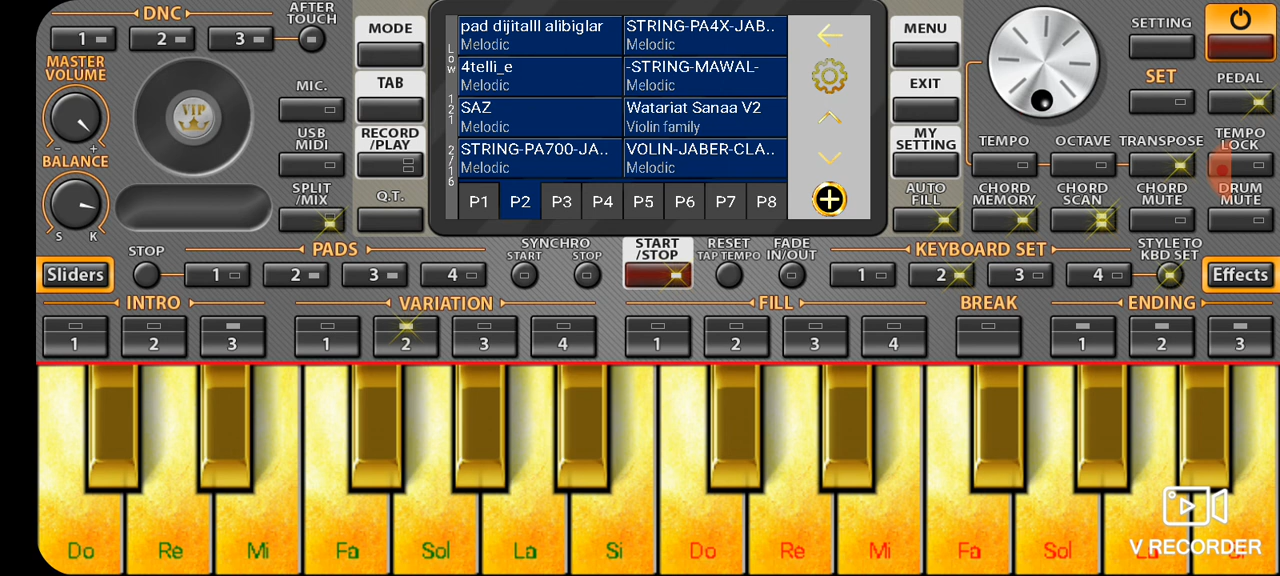 DNC
AFTER TOUCH
1 2 3
MASTER VOLUME
- +
BALANCE
S K
VIP
MIC.
USB MIDI
SPLIT /MIX
MODE
TAB
RECORD /PLAY
Q.T.
Low
121
2/16
pad dijitalll alibiglar
Melodic
STRING-PA4X-JAB..
Melodic
4telli_e
Melodic
-STRING-MAWAL-
Melodic
SAZ
Melodic
Watariat Sanaa V2
Violin family
STRING-PA700-JA..
Melodic
VOLIN-JABER-CLA..
Melodic
P1 P2 P3 P4 P5 P6 P7 P8
MENU
EXIT
MY SETTING
AUTO FILL
SETTING
SET
PEDAL
TEMPO OCTAVE TRANSPOSE TEMPO LOCK
CHORD MEMORY CHORD SCAN CHORD MUTE DRUM MUTE
Sliders
STOP
PADS
1 2 3 4
SYNCHRO
START STOP
START /STOP
RESET
TAP TEMPO
FADE IN/OUT
KEYBOARD SET
1 2 3 4
STYLE TO KBD SET
Effects
INTRO
1 2 3
VARIATION
1 2 3 4
FILL
1 2 3 4
BREAK
ENDING
1 2 3
Do Re Mi Fa Sol La Si Do Re Mi Fa Sol La Si
V RECORDER